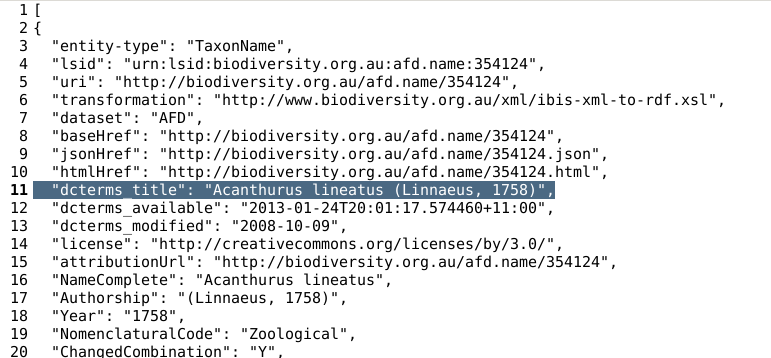 1 [
2 {
3 "entity-type": "TaxonName",
4 "lsid": "urn:lsid:biodiversity.org.au:afd.name:354124",
5 "uri": "http://biodiversity.org.au/afd.name/354124",
6 "transformation": "http://www.biodiversity.org.au/xml/ibis-xml-to-rdf.xsl",
7 "dataset": "AFD",
8 "baseHref": "http://biodiversity.org.au/afd.name/354124",
9 "jsonHref": "http://biodiversity.org.au/afd.name/354124.json",
10 "htmlHref": "http://biodiversity.org.au/afd.name/354124.html",
11 "dcterms_title": "Acanthurus lineatus (Linnaeus, 1758)",
12 "dcterms_available": "2013-01-24T20:01:17.574460+11:00",
13 "dcterms_modified": "2008-10-09",
14 "license": "http://creativecommons.org/licenses/by/3.0/",
15 "attributionUrl": "http://biodiversity.org.au/afd.name/354124",
16 "NameComplete": "Acanthurus lineatus",
17 "Authorship": "(Linnaeus, 1758)",
18 "Year": "1758",
19 "NomenclaturalCode": "Zoological",
20 "ChangedCombination": "Y",